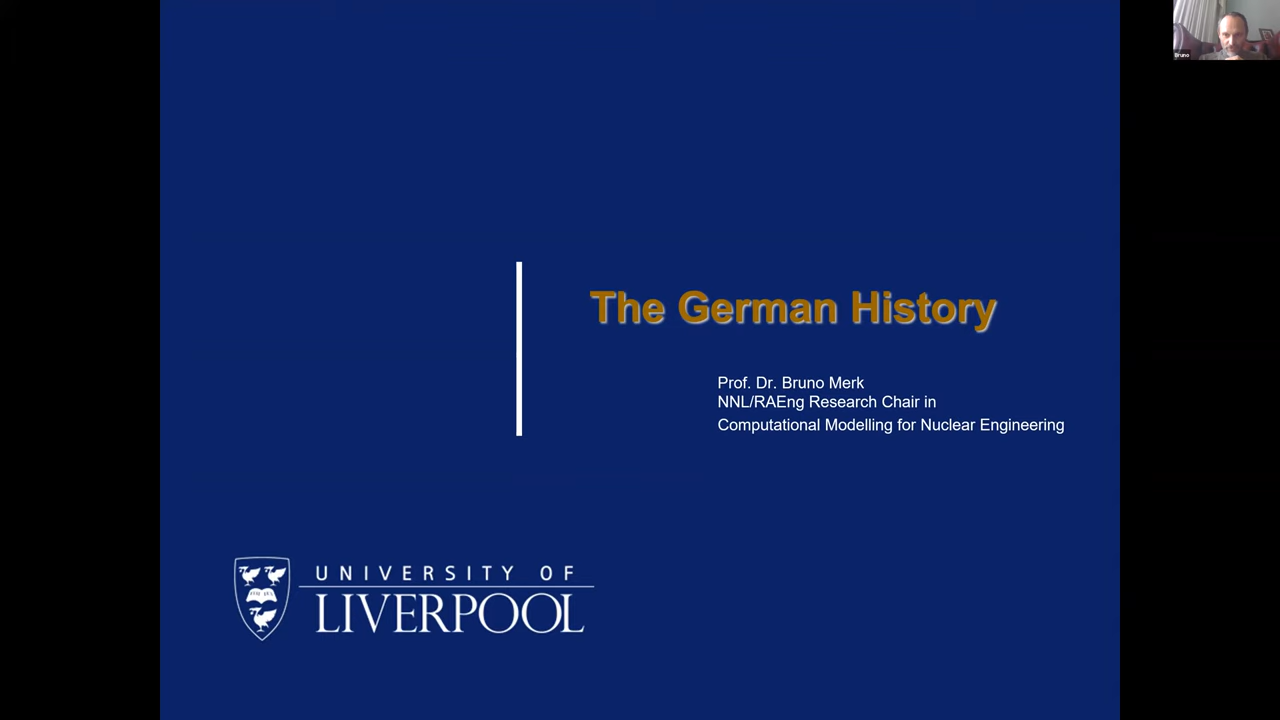 Bruno
The German History
Prof. Dr. Bruno Merk
NNL/RAEng Research Chair in
Computational Modelling for Nuclear Engineering
UNIVERSITY OF
LIVERPOOL